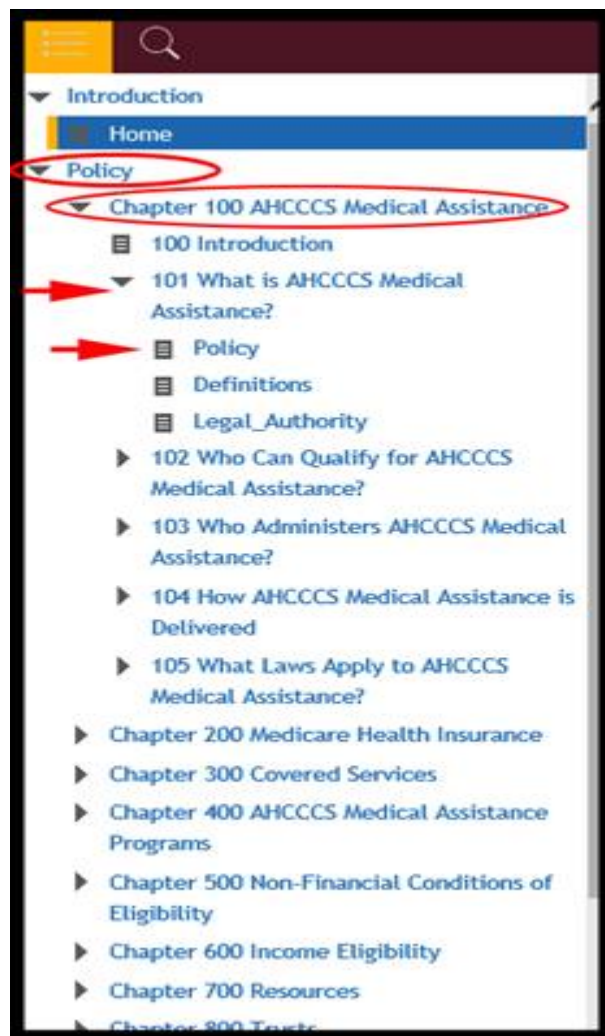 Introduction
Home
Policy
Chapter 100 AHCCCS Medical Assistance
100 Introduction
101 What is AHCCCS Medical
Assistance?
Policy
Definitions
Legal_Authority
102 Who Can Qualify for AHCCCS
Medical Assistance?
103 Who Administers AHCCCS Medical
Assistance?
104 How AHCCCS Medical Assistance is
Delivered
105 What Laws Apply to AHCCCS
Medical Assistance?
Chapter 200 Medicare Health Insurance
Chapter 300 Covered Services
Chapter 400 AHCCCS Medical Assistance
Programs
Chapter 500 Non-Financial Conditions of
Eligibility
Chapter 600 Income Eligibility
Chapter 700 Resources
Chapter 800 Trusts